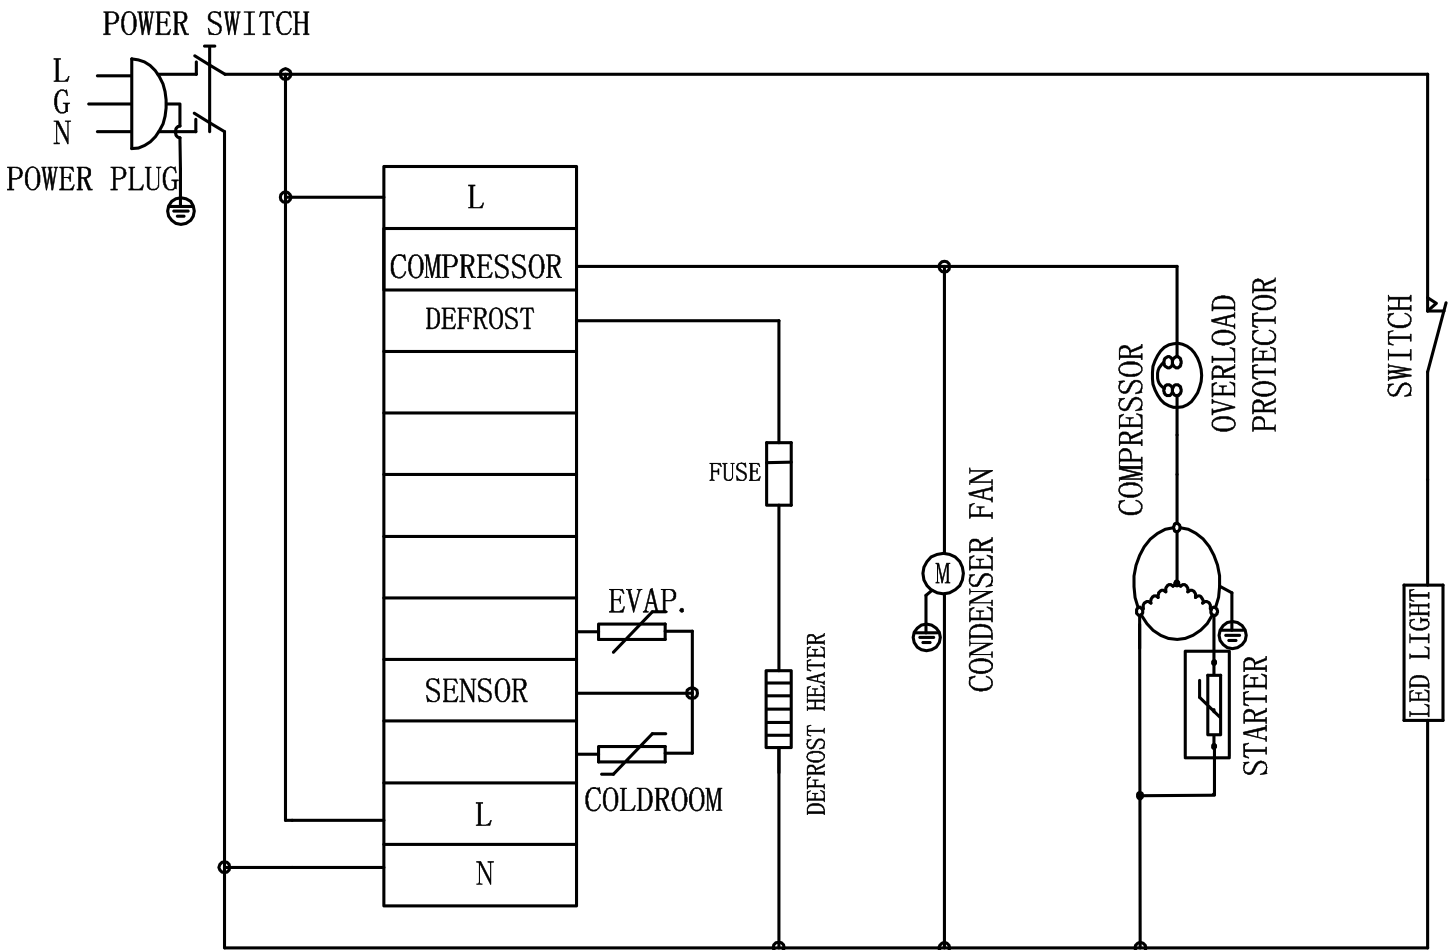 POWER SWITCH
L
G
N
POWER PLUG
L
COMPRESSOR
DEFROST
SENSOR
L
N
EVAP.
COLDROOM
FUSE
DEFROST HEATER
M
CONDENSER FAN
COMPRESSOR
OVERLOAD
PROTECTOR
STARTER
SWITCH
LED LIGHT